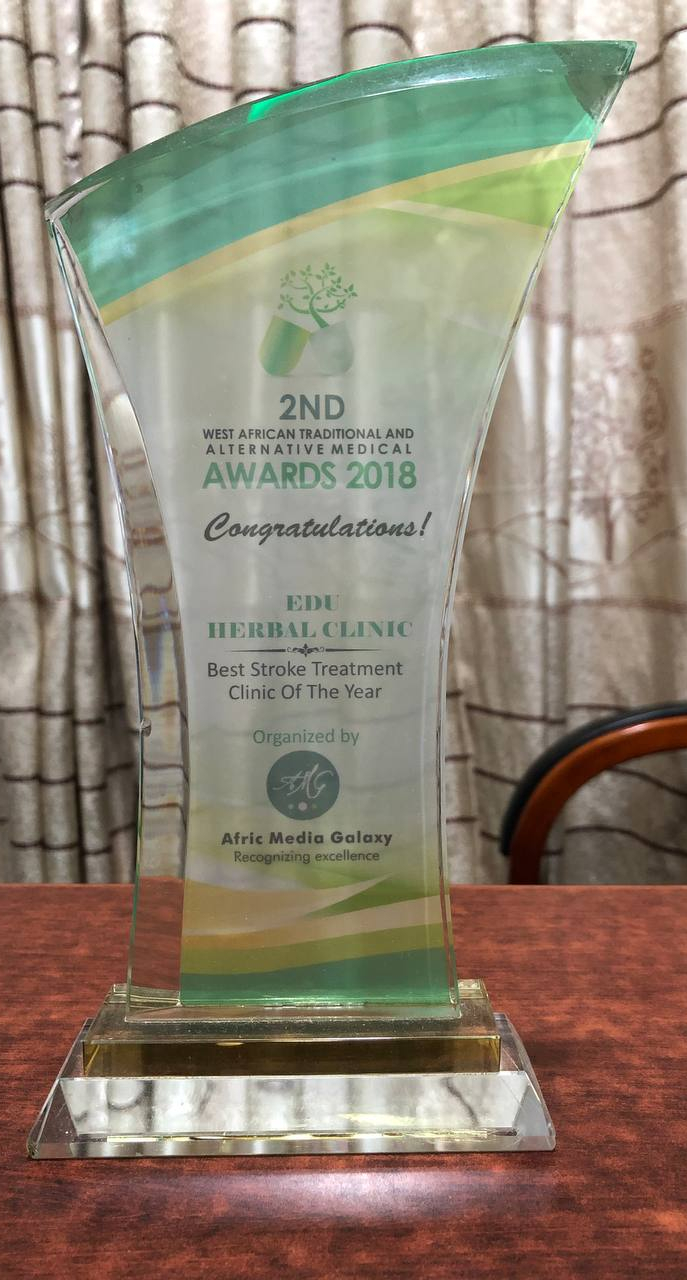 2ND
WEST AFRICAN TRADITIONAL AND
ALTERNATIVE MEDICAL
AWARDS 2018
Congratulations!
EDU
HERBAL CLINIC
Best Stroke Treatment
Clinic Of The Year
Organized by
AMG
Afric Media Galaxy
Recognizing excellence